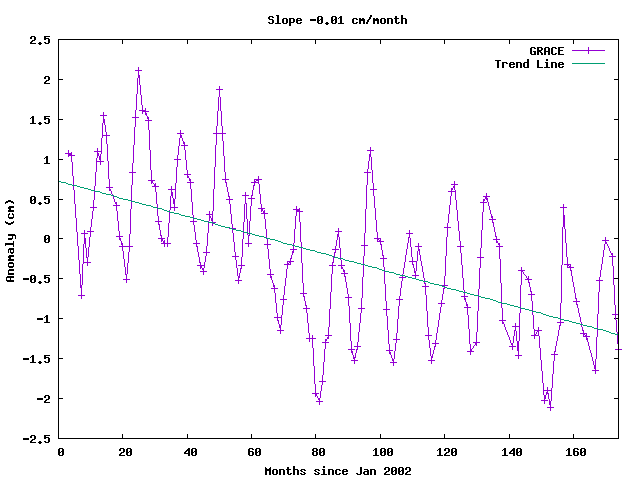 Slope -0.01 cm/month
GRACE
Trend Line
2.5
2
1.5
1
0.5
0
-0.5
-1
-1.5
-2
-2.5
Anomaly (cm)
0 20 40 60 80 100 120 140 160
Months since Jan 2002